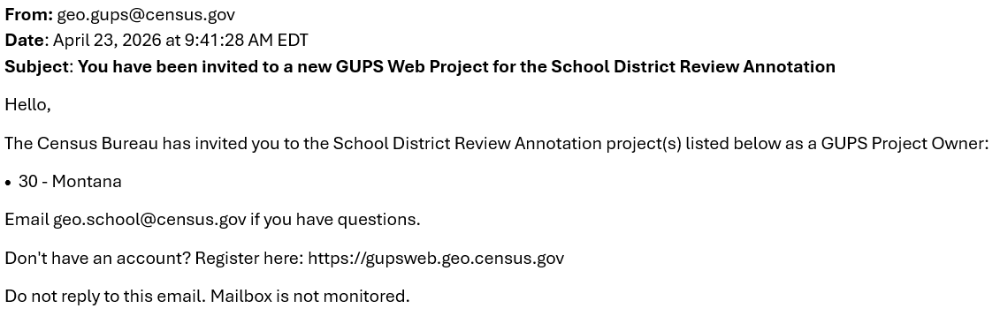 From: geo.gups@census.gov
Date: April 23, 2026 at 9:41:28 AM EDT
Subject: You have been invited to a new GUPS Web Project for the School District Review Annotation
Hello,
The Census Bureau has invited you to the School District Review Annotation project(s) listed below as a GUPS Project Owner:
• 30 - Montana
Email geo.school@census.gov if you have questions.
Don't have an account? Register here: https://gupsweb.geo.census.gov
Do not reply to this email. Mailbox is not monitored.